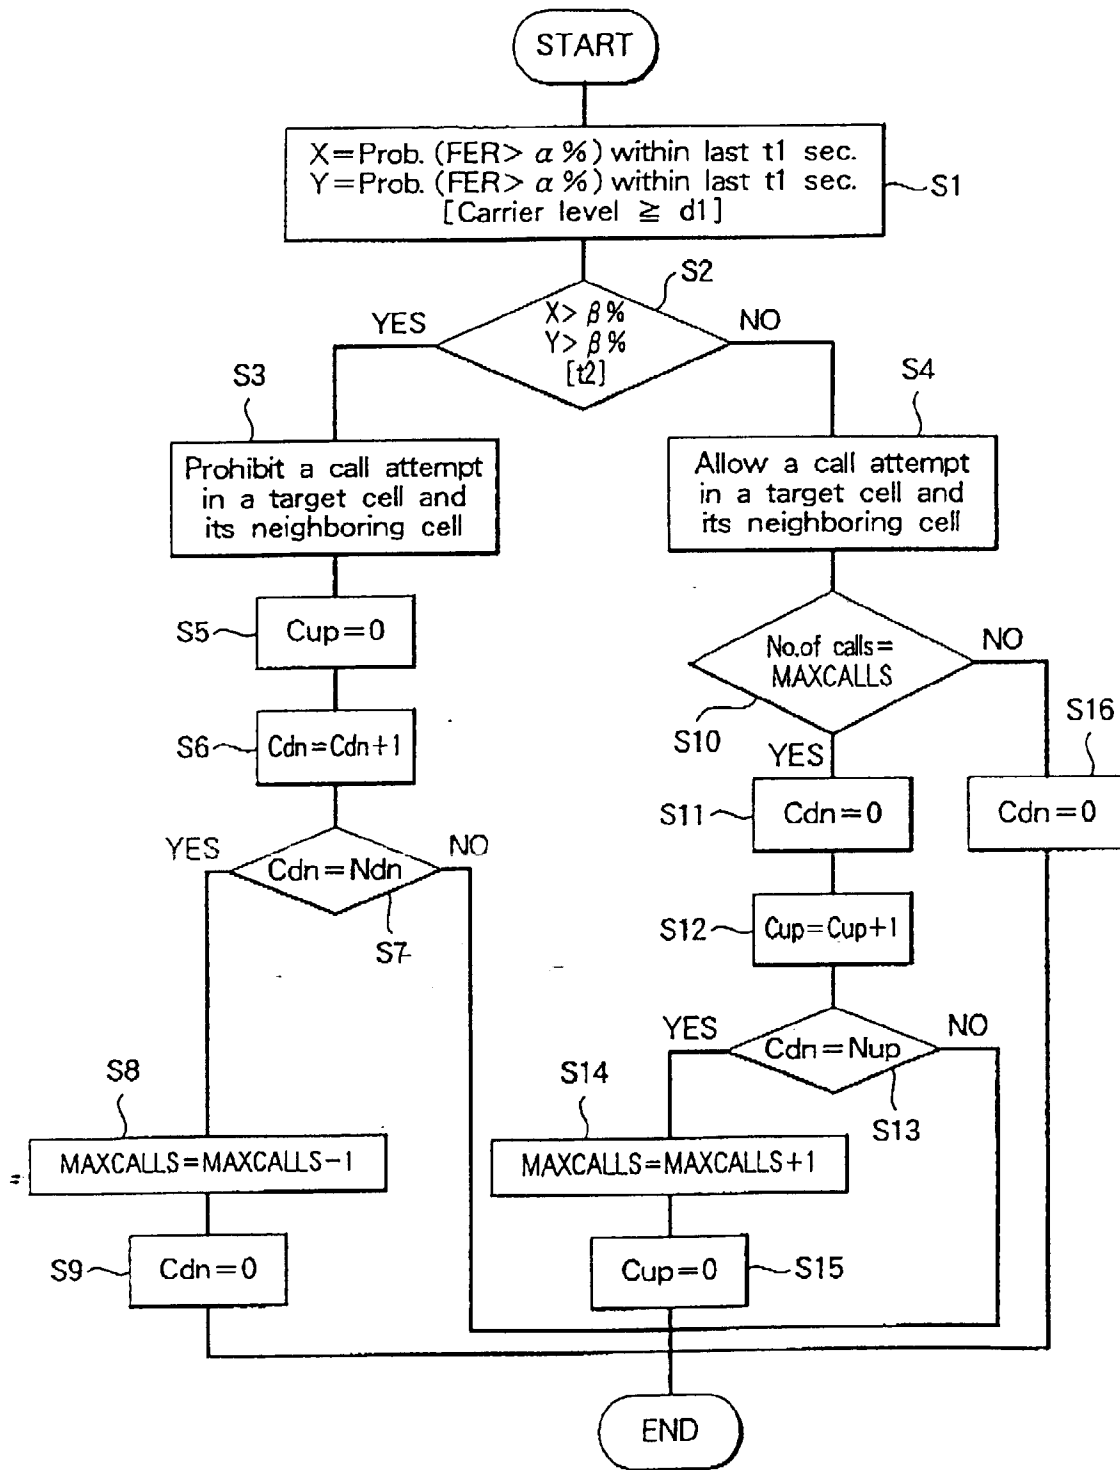 START
X=Prob. (FER> α %) within last t1 sec.
Y=Prob. (FER> α %) within last t1 sec.
[Carrier level ≧ d1]
S1
S2
X> β%
Y> β%
[t2]
YES
NO
S3
Prohibit a call attempt
in a target cell and
its neighboring cell
S4
Allow a call attempt
in a target cell and
its neighboring cell
S5
Cup=0
S6
Cdn=Cdn+1
YES
Cdn=Ndn
NO
S7
S8
MAXCALLS=MAXCALLS-1
S9
Cdn=0
No.of calls=
MAXCALLS
NO
S10
YES
S16
Cdn=0
S11
Cdn=0
S12
Cup=Cup+1
YES
Cdn=Nup
NO
S13
S14
MAXCALLS=MAXCALLS+1
Cup=0
S15
END